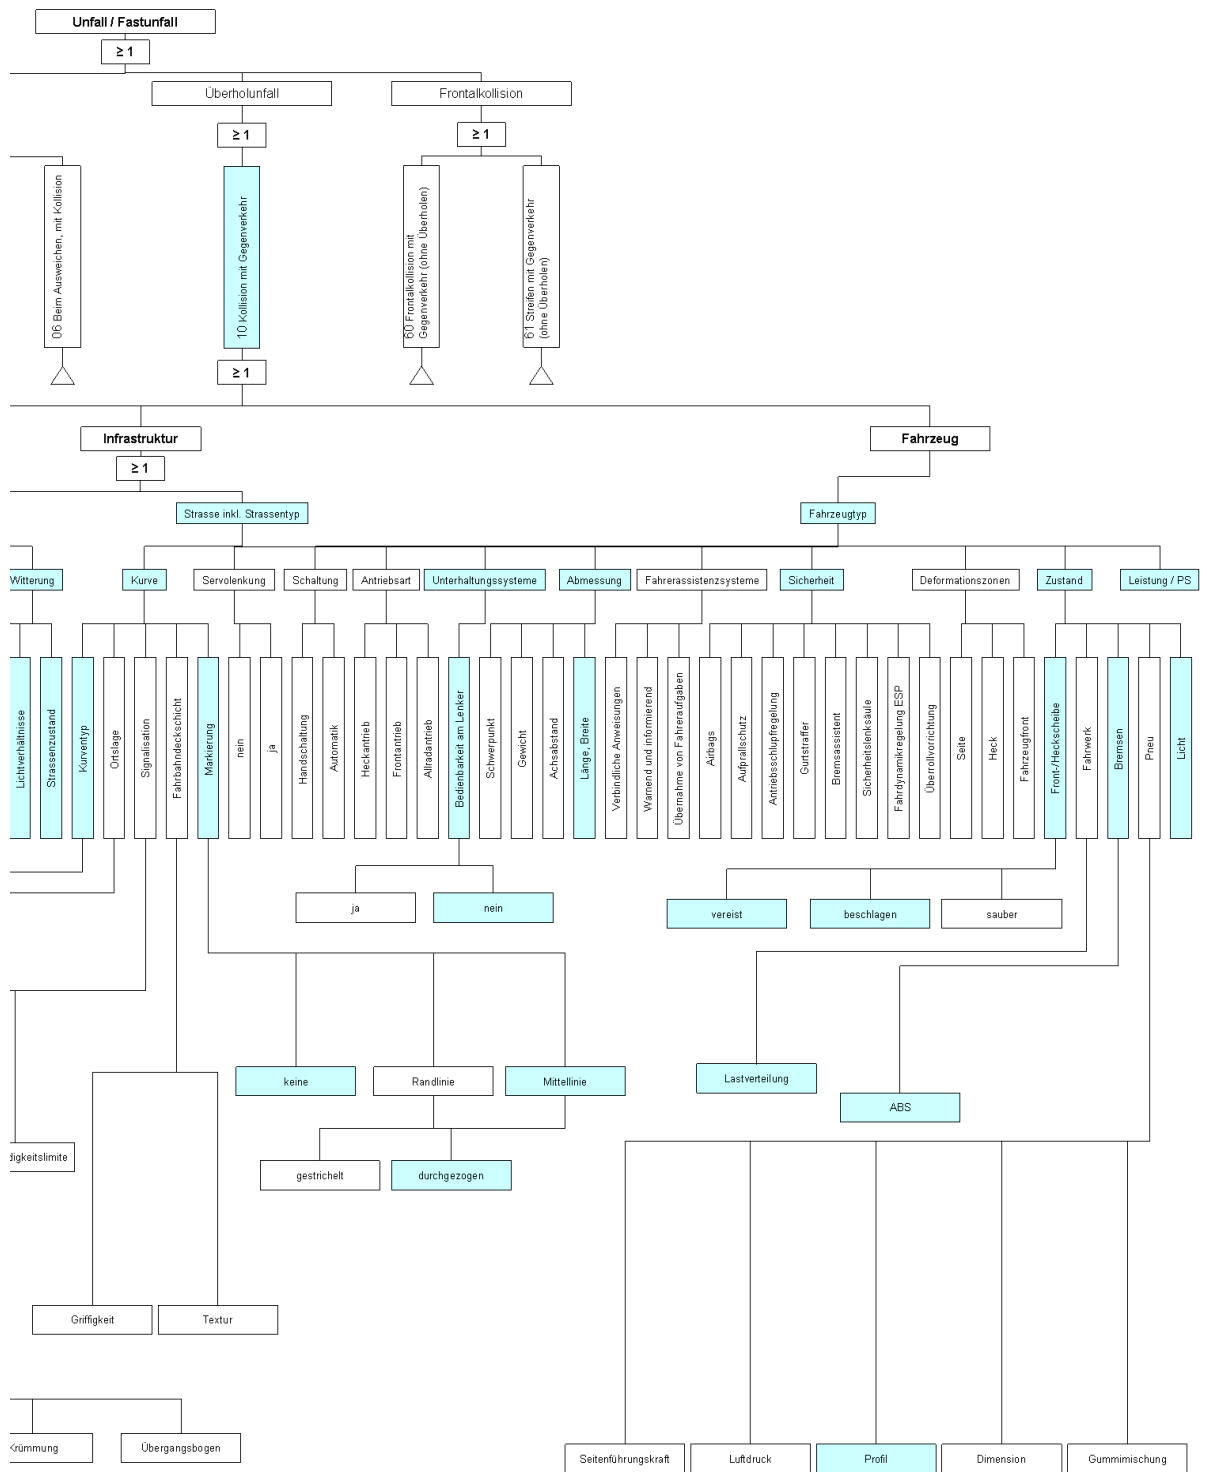 Unfall / Fastunfall
≥ 1
Überholunfall
Frontalkollision
≥ 1
≥ 1
06 Beim Ausweichen, mit Kollision
10 Kollision mit Gegenverkehr
60 Frontalkollision mit
Gegenverkehr (ohne Überholen)
61 Streifen mit Gegenverkehr
(ohne Überholen)
≥ 1
Infrastruktur
Fahrzeug
≥ 1
Strasse inkl. Strassentyp
Fahrzeugtyp
Witterung
Kurve
Servolenkung
Schaltung
Antriebsart
Unterhaltungssysteme
Abmessung
Fahrerassistenzsysteme
Sicherheit
Deformationszonen
Zustand
Leistung / PS
Lichtverhältnisse
Strassenzustand
Kurventyp
Ortslage
Signalisation
Fahrbahndeckschicht
Markierung
nein
ja
Handschaltung
Automatik
Heckantrieb
Frontantrieb
Allradantrieb
Bedienbarkeit am Lenker
Schwerpunkt
Gewicht
Achsabstand
Länge, Breite
Verbindliche Anweisungen
Warnend und informierend
Übernahme von Fahreraufgaben
Airbags
Aufprallschutz
Antriebsschlupfregelung
Gurtstraffer
Bremsassistent
Sicherheitslenksäule
Fahrdynamikregelung ESP
Überrollvorrichtung
Seite
Heck
Fahrzeugfront
Front-/Heckscheibe
Fahrwerk
Bremsen
Pneu
Licht
ja
nein
vereist
beschlagen
sauber
keine
Randlinie
Mittellinie
Lastverteilung
ABS
digkeitslimite
gestrichelt
durchgezogen
Griffigkeit
Textur
Krümmung
Übergangsbogen
Seitenführungskraft
Luftdruck
Profil
Dimension
Gummimischung